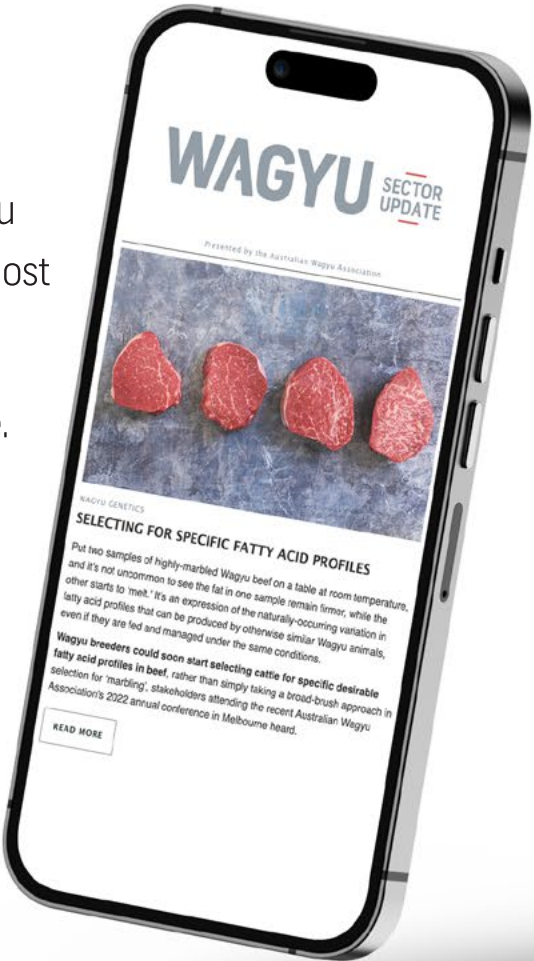 u
ost
WAGYU
SECTOR
UPDATE
Presented by the Australian Wagyu Association
WAGYU GENETICS
SELECTING FOR SPECIFIC FATTY ACID PROFILES
Put two samples of highly-marbled Wagyu beef on a table at room temperature,
and it's not uncommon to see the fat in one sample remain firmer, while the
other starts to 'melt.' It's an expression of the naturally-occurring variation in
fatty acid profiles that can be produced by otherwise similar Wagyu animals,
even if they are fed and managed under the same conditions.
Wagyu breeders could soon start selecting cattle for specific desirable
fatty acid profiles in beef, rather than simply taking a broad-brush approach in
selection for 'marbling', stakeholders attending the recent Australian Wagyu
Association's 2022 annual conference in Melbourne heard.
READ MORE